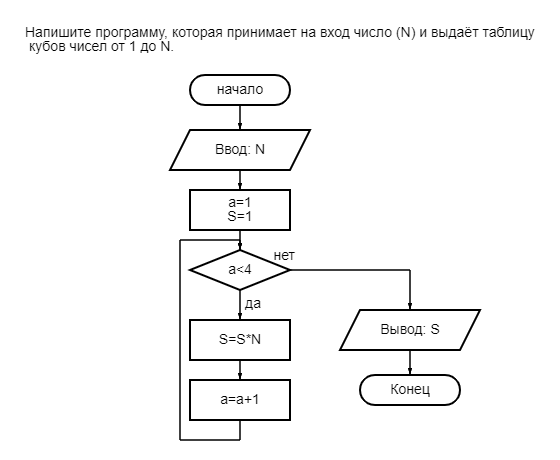 Напишите программу, которая принимает на вход число (N) и выдаёт таблицу
кубов чисел от 1 до N.
начало
Ввод: N
a=1
S=1
a<4
нет
да
S=S*N
Вывод: S
a=a+1
Конец